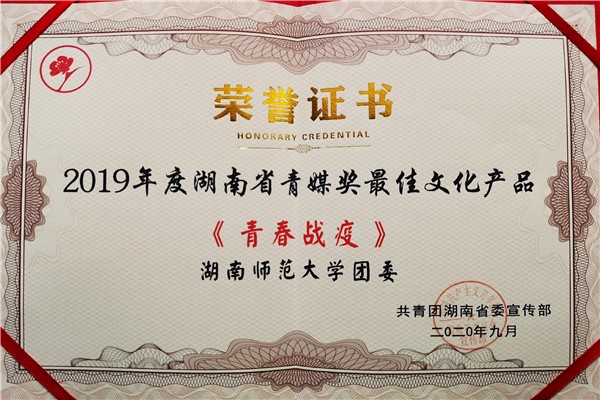 荣誉证书
HONORARY CREDENTIAL
2019年度湖南省青媒奖最佳文化产品
《青春战疫》
湖南师范大学团委
共青团湖南省委宣传部
二〇二〇年九月